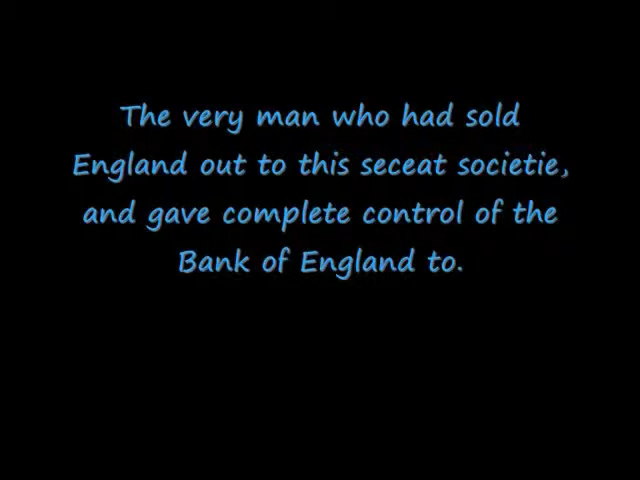 The very man who had sold
England out to this seceat societie,
and gave complete control of the
Bank of England to.